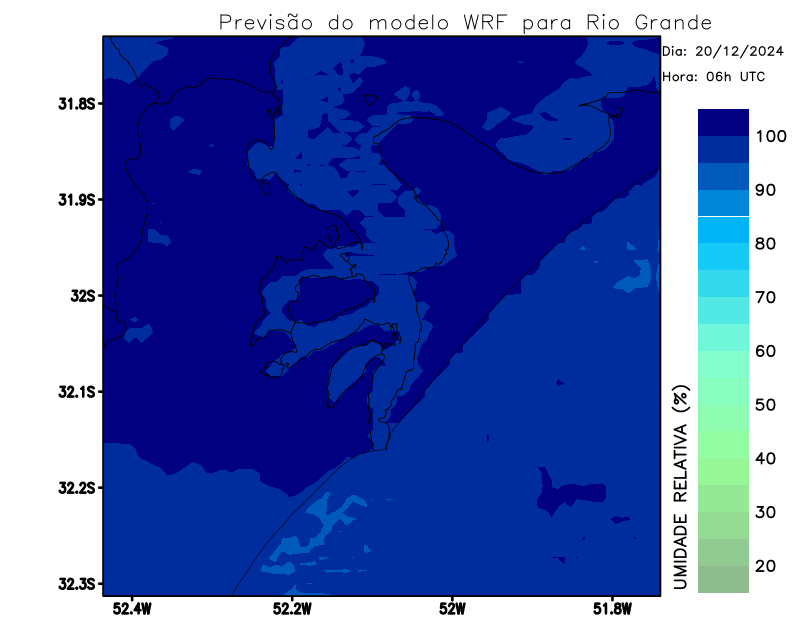 Previsão do modelo WRF para Rio Grande
Dia: 20/12/2024
Hora: 06h UTC
31.8S
31.9S
32S
32.1S
32.2S
32.3S
52.4W
52.2W
52W
51.8W
100
90
80
70
60
50
40
30
20
UMIDADE RELATIVA (%)